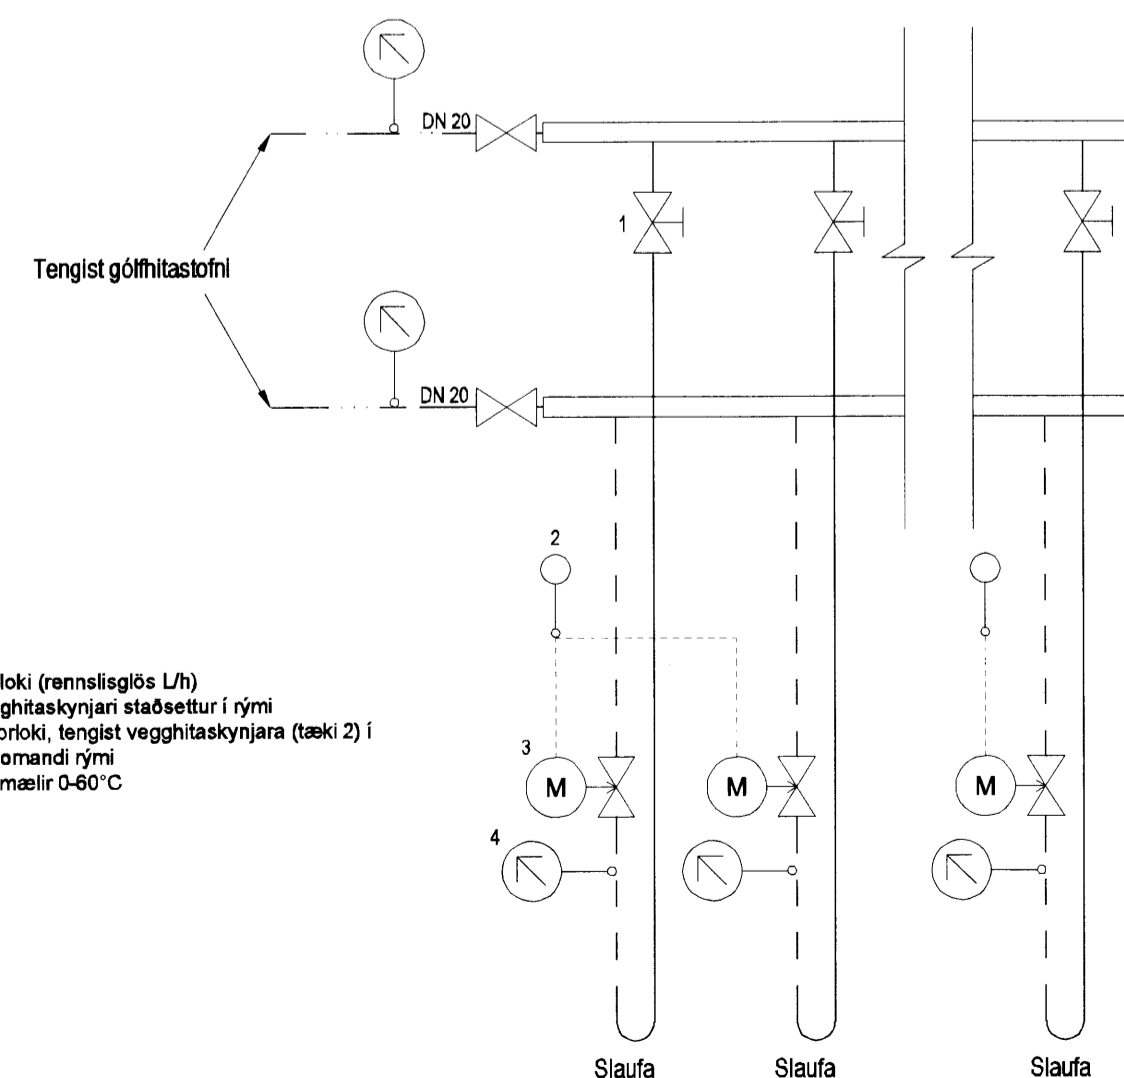 DN 20
1
Tengist gólfhitastofni
DN 20
2
loki (rennslisglös L/h)
ghitaskynjari staðsettur í rými
orloki, tengist vegghitaskynjara (tæki 2) í
omandi rými
mælir 0-60°C
3
M
M
M
4
Slaufa
Slaufa
Slaufa